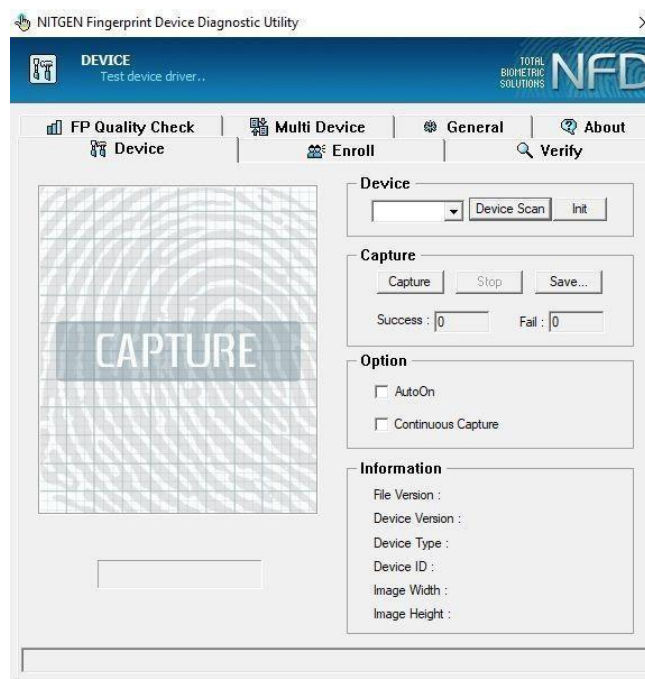 NITGEN Fingerprint Device Diagnostic Utility
DEVICE
Test device driver..
TOTAL
BIOMETRIC
SOLUTIONS
NFD
FP Quality Check
Multi Device
General
About
Device
Enroll
Verify
CAPTURE
Device
Device Scan
Init
Capture
Capture
Stop
Save...
Success : 0
Fail : 0
Option
AutoOn
Continuous Capture
Information
File Version :
Device Version :
Device Type :
Device ID :
Image Width :
Image Height :